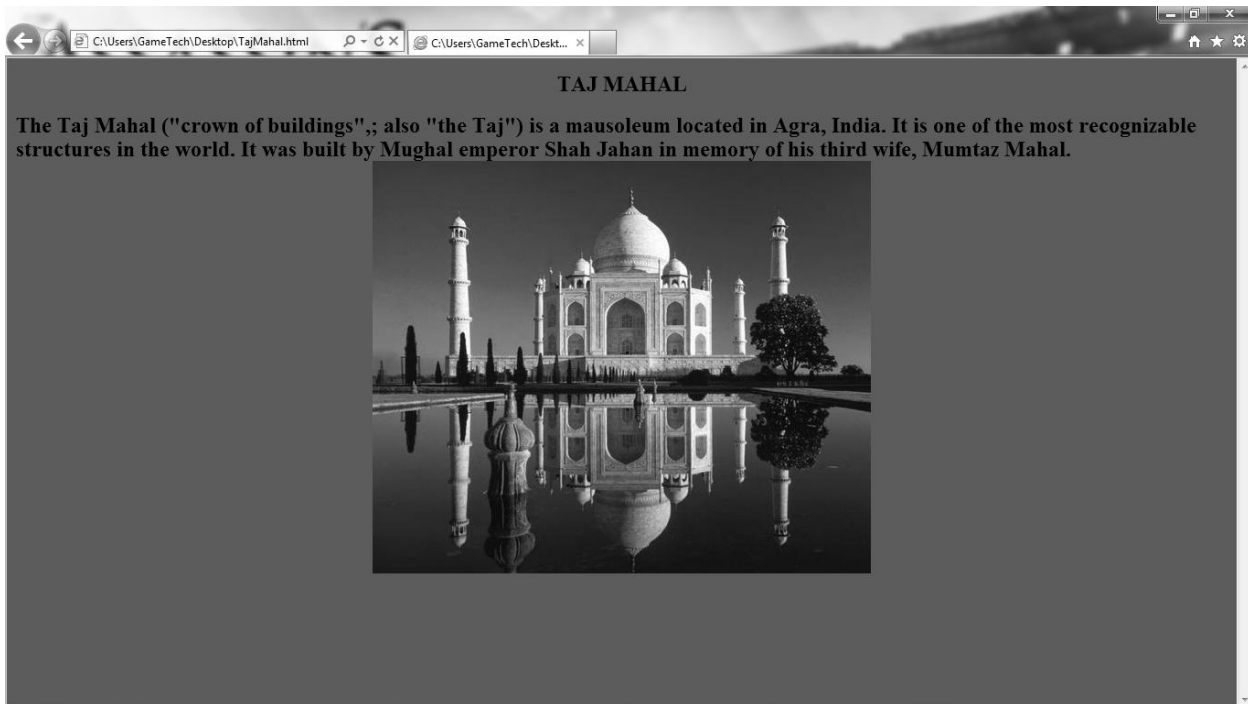 C:\Users\GameTech\Desktop\TajMahal.html
C:\Users\GameTech\Deskt...
TAJ MAHAL
The Taj Mahal ("crown of buildings",; also "the Taj") is a mausoleum located in Agra, India. It is one of the most recognizable
structures in the world. It was built by Mughal emperor Shah Jahan in memory of his third wife, Mumtaz Mahal.